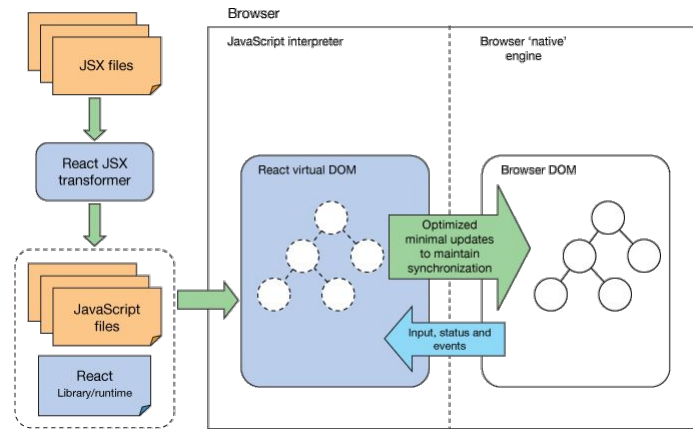 Browser
JSX files
JavaScript interpreter
Browser ‘native’
engine
React JSX
transformer
React virtual DOM
Browser DOM
Optimized
minimal updates
to maintain
synchronization
JavaScript
files
Input, status and
events
React
Library/runtime